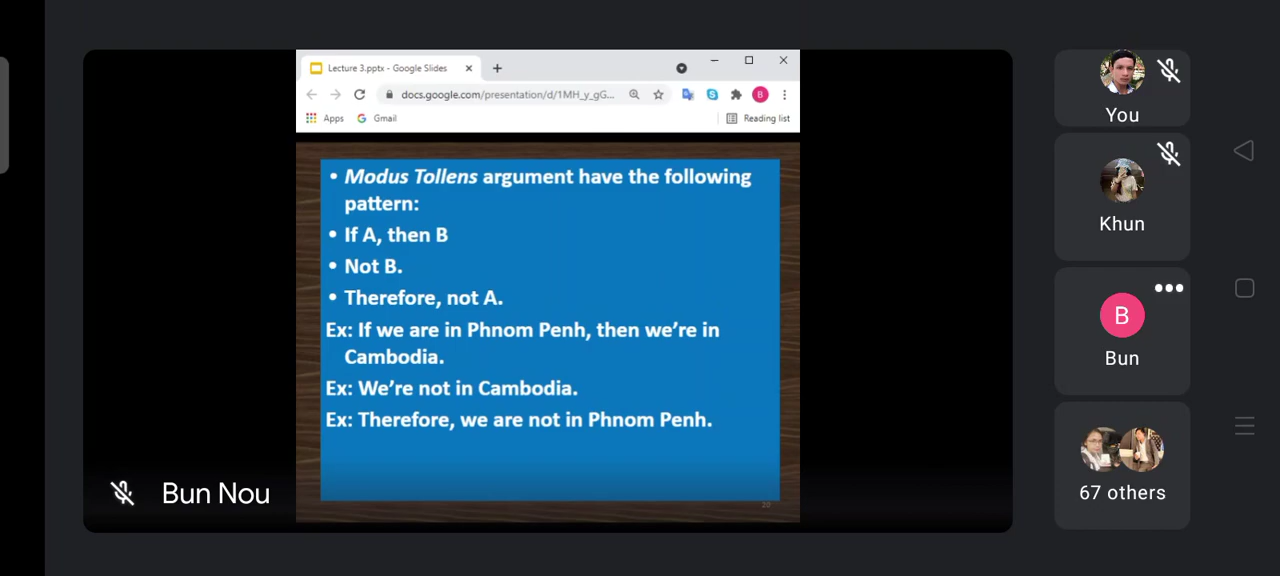 Lecture 3.pptx - Google Slides
docs.google.com/presentation/d/1MH_y_gG...
B
Apps
Gmail
Reading list
• Modus Tollens argument have the following
pattern:
• If A, then B
• Not B.
• Therefore, not A.
Ex: If we are in Phnom Penh, then we're in
Cambodia.
Ex: We're not in Cambodia.
Ex: Therefore, we are not in Phnom Penh.
20
Bun Nou
You
Khun
B
Bun
67 others